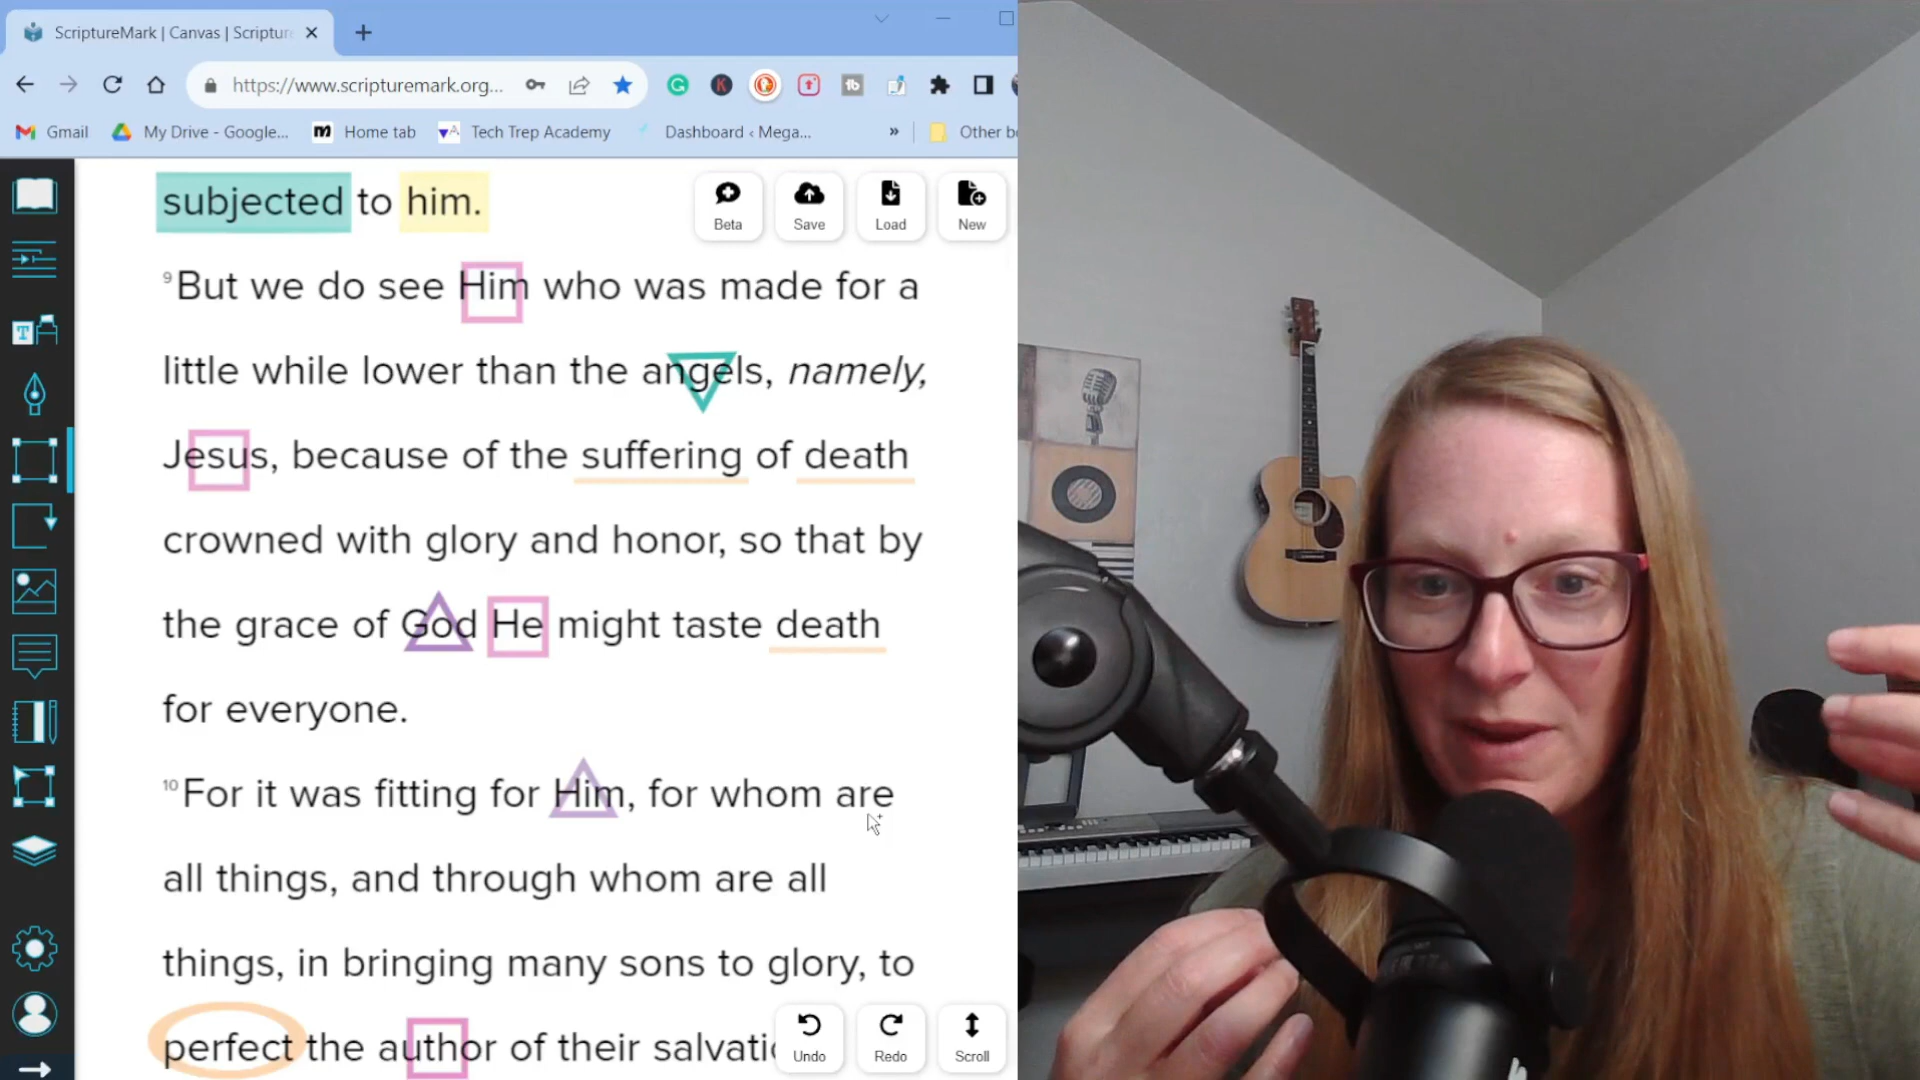 ScriptureMark | Canvas | Scriptur
https://www.scripturemark.org...
Gmail
My Drive - Google...
Home tab
Tech Trep Academy
Dashboard ‹ Mega...
»
Other bo
subjected to him.
Beta
Save
Load
New
9 But we do see Him who was made for a
little while lower than the angels, namely,
Jesus, because of the suffering of death
crowned with glory and honor, so that by
the grace of God He might taste death
for everyone.
10 For it was fitting for Him, for whom are
all things, and through whom are all
things, in bringing many sons to glory, to
perfect the author of their salvatio
Undo
Redo
Scroll